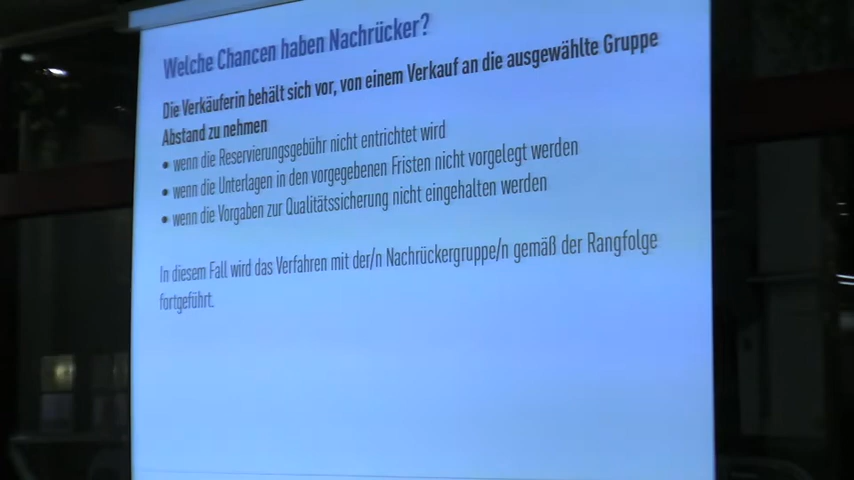 Welche Chancen haben Nachrücker?
Die Verkäuferin behält sich vor, von einem Verkauf an die ausgewählte Gruppe
Abstand zu nehmen
• wenn die Reservierungsgebühr nicht entrichtet wird
• wenn die Unterlagen in den vorgegebenen Fristen nicht vorgelegt werden
• wenn die Vorgaben zur Qualitätssicherung nicht eingehalten werden
In diesem Fall wird das Verfahren mit der/n Nachrückergruppe/n gemäß der Rangfolge
fortgeführt.